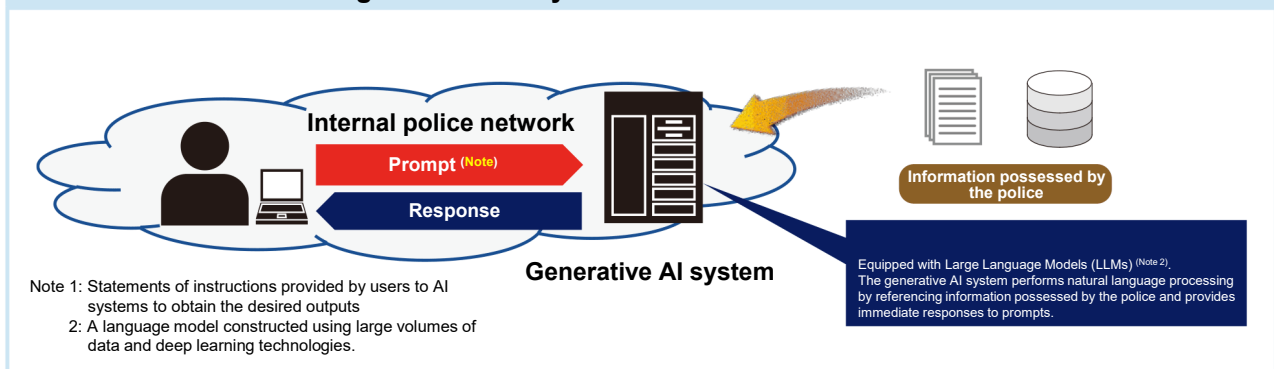 Internal police network
Prompt (Note)
Response
Generative AI system
Information possessed by
the police
Equipped with Large Language Models (LLMs) (Note 2).
The generative AI system performs natural language processing
by referencing information possessed by the police and provides
immediate responses to prompts.
Note 1: Statements of instructions provided by users to AI
systems to obtain the desired outputs
2: A language model constructed using large volumes of
data and deep learning technologies.